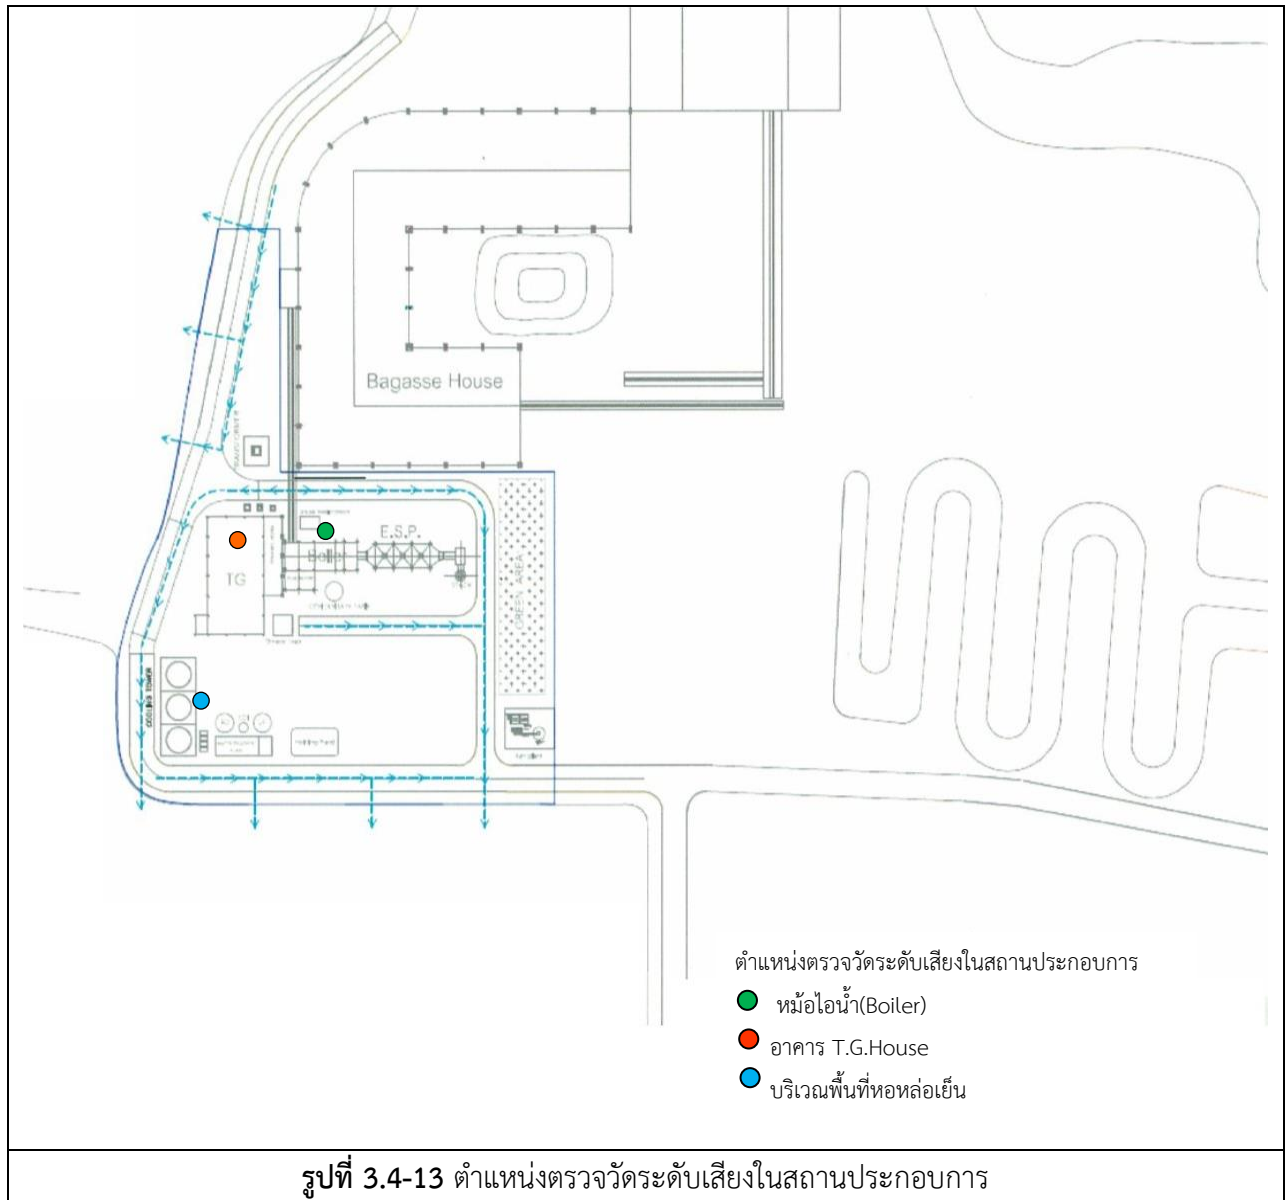 Bagasse House
E.S.P.
Boiler
TG
GREEN AREA
ตำแหน่งตรวจวัดระดับเสียงในสถานประกอบการ
หม้อไอน้ำ(Boiler)
อาคาร T.G.House
บริเวณพื้นที่หอหล่อเย็น
รูปที่ 3.4-13 ตำแหน่งตรวจวัดระดับเสียงในสถานประกอบการ